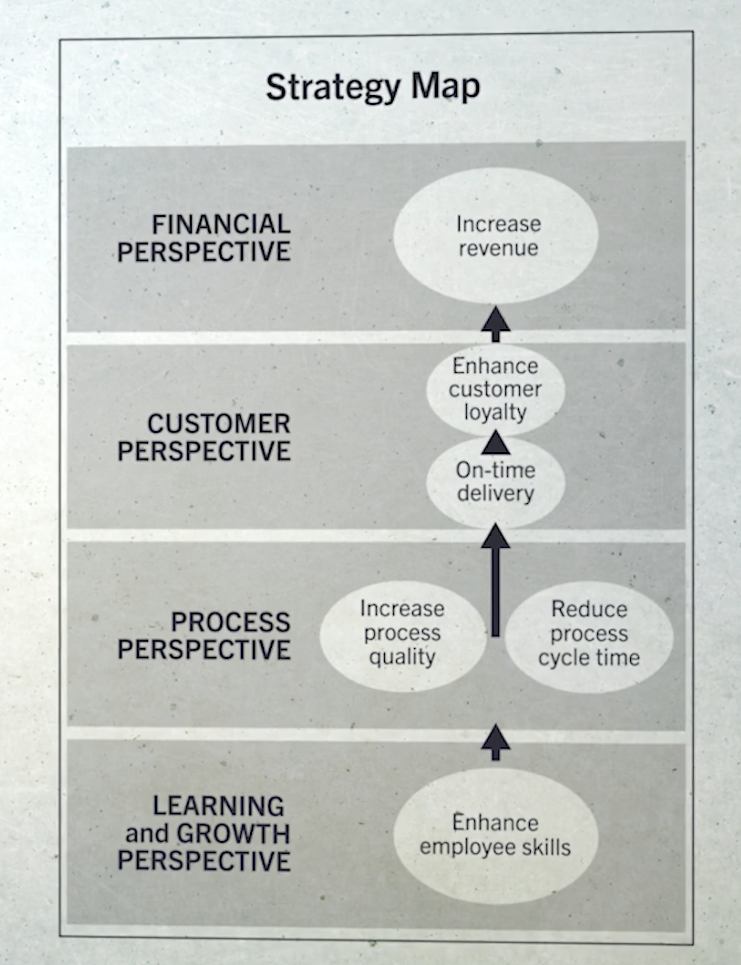 Strategy Map
FINANCIAL
PERSPECTIVE
Increase
revenue
CUSTOMER
PERSPECTIVE
Enhance
customer
loyalty
On-time
delivery
PROCESS
PERSPECTIVE
Increase
process
quality
Reduce
process
cycle time
LEARNING
and GROWTH
PERSPECTIVE
Enhance
employee skills